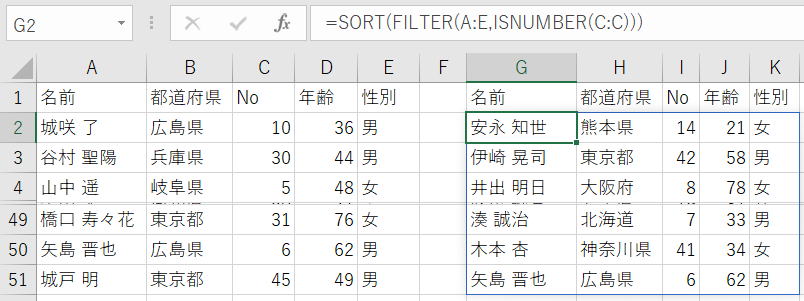 G2 fx =SORT(FILTER(A:E,ISNUMBER(C:C)))
A B C D E F G H I J K
1 名前 都道府県 No 年齢 性別 名前 都道府県 No 年齢 性別
2 城咲 了 広島県 10 36 男 安永 知世 熊本県 14 21 女
3 谷村 聖陽 兵庫県 30 44 男 伊崎 晃司 東京都 42 58 男
4 山中 遥 岐阜県 5 48 女 井出 明日 大阪府 8 78 女
49 橋口 寿々花 東京都 31 76 女 湊 誠治 北海道 7 33 男
50 矢島 晋也 広島県 6 62 男 木本 杏 神奈川県 41 34 女
51 城戸 明 東京都 45 49 男 矢島 晋也 広島県 6 62 男